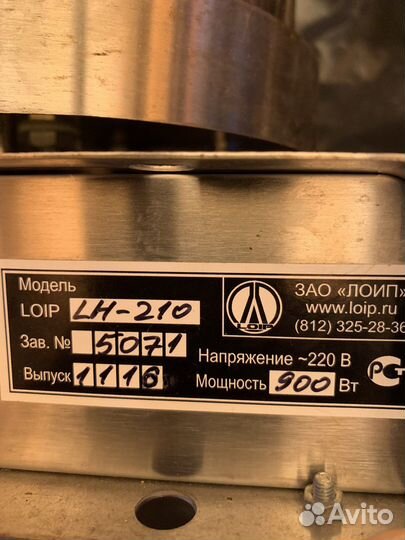 Модель
LOIP LH-210
Зав. № 5071
Выпуск 1116
LOIP
ЗАО «ЛОИП»
www.loip.ru
(812) 325-28-36
Напряжение ~220 В
Мощность 900 Вт
РСТ
Avito